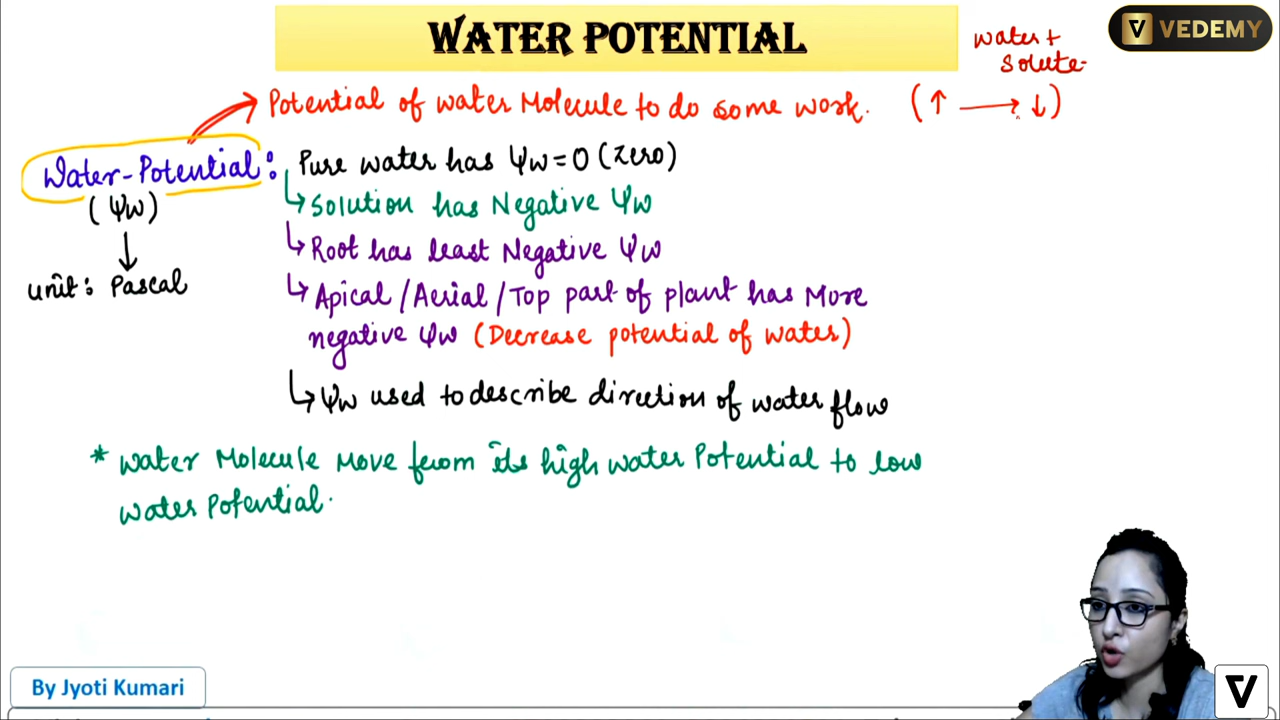 WATER POTENTIAL
VEDEMY
water +
solute
Potential of water Molecule to do some work. (↑ → ↓)
Water-Potential: Pure water has Ψw = 0 (Zero)
(Ψw)
↳ Solution has Negative Ψw
↳ Root has least Negative Ψw
unit: Pascal
↳ Apical/Aerial/Top part of plant has More
negative Ψw (Decrease potential of water)
↳ Ψw used to describe direction of water flow
* Water Molecule Move from its high water Potential to low
water Potential.
By Jyoti Kumari